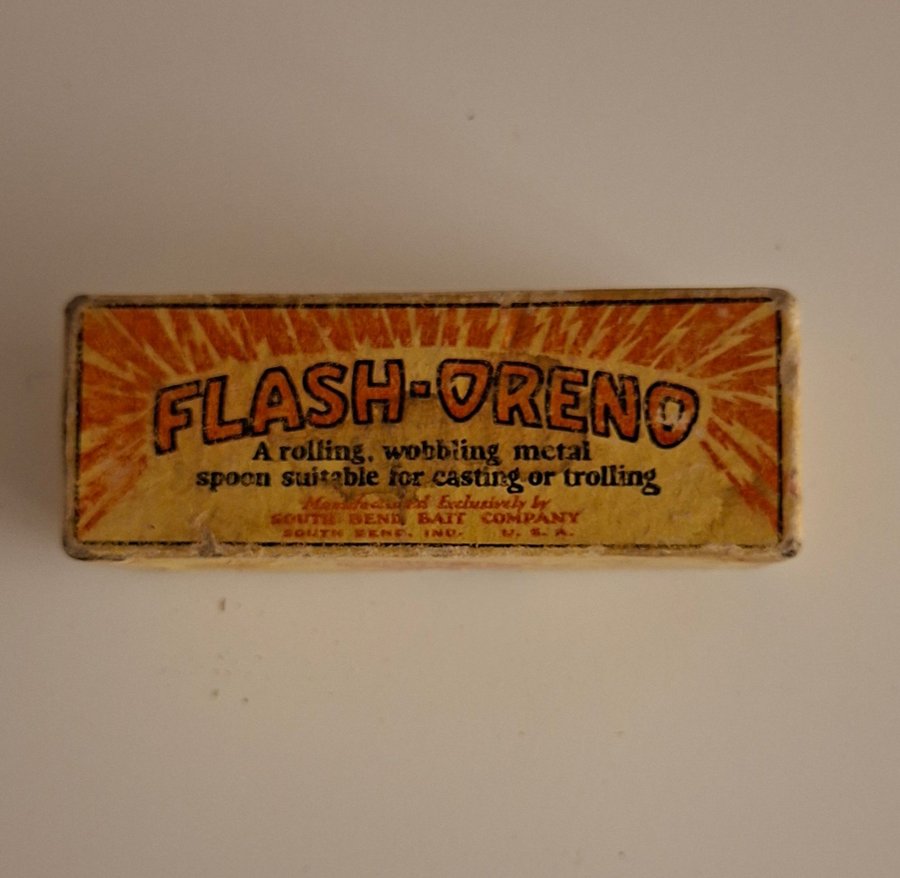 FLASH-ORENO
A rolling, wobbling metal
spoon suitable for casting or trolling
Manufactured Exclusively by
SOUTH BEND BAIT COMPANY
SOUTH BEND, IND. U. S. A.